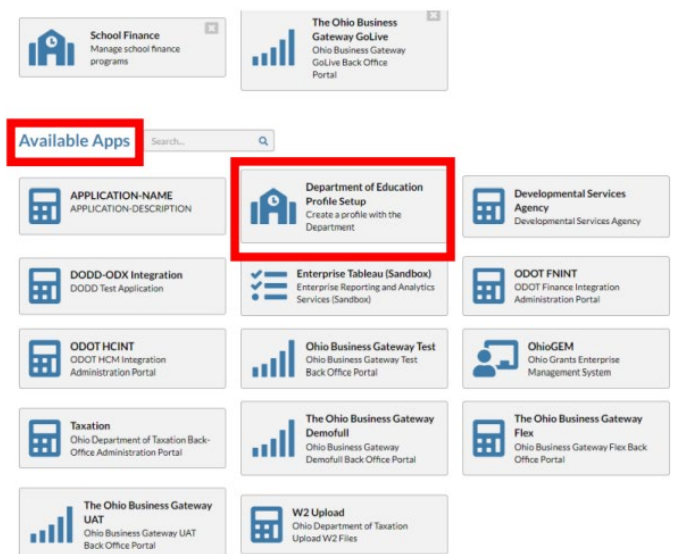 School Finance
Manage school finance
programs
The Ohio Business
Gateway GoLive
Ohio Business Gateway
GoLive Back Office
Portal
Available Apps
Search...
APPLICATION-NAME
APPLICATION-DESCRIPTION
Department of Education
Profile Setup
Create a profile with the
Department
Developmental Services
Agency
Developmental Services Agency
DODD-ODX Integration
DODD Test Application
Enterprise Tableau (Sandbox)
Enterprise Reporting and Analytics
Services (Sandbox)
ODOT FNINT
ODOT Finance Integration
Administration Portal
ODOT HCINT
ODOT HCM Integration
Administration Portal
Ohio Business Gateway Test
Ohio Business Gateway Test
Back Office Portal
OhioGEM
Ohio Grants Enterprise
Management System
Taxation
Ohio Department of Taxation Back-
Office Administration Portal
The Ohio Business Gateway
Demofull
Ohio Business Gateway
Demofull Back Office Portal
The Ohio Business Gateway
Flex
Ohio Business Gateway Flex Back
Office Portal
The Ohio Business Gateway
UAT
Ohio Business Gateway UAT
Back Office Portal
W2 Upload
Ohio Department of Taxation
Upload W2 Files